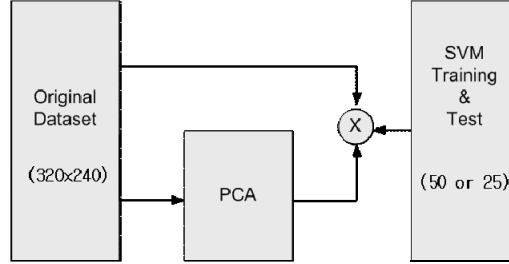 Original
Dataset
(320x240)
PCA
X
SVM
Training
&
Test
(50 or 25)